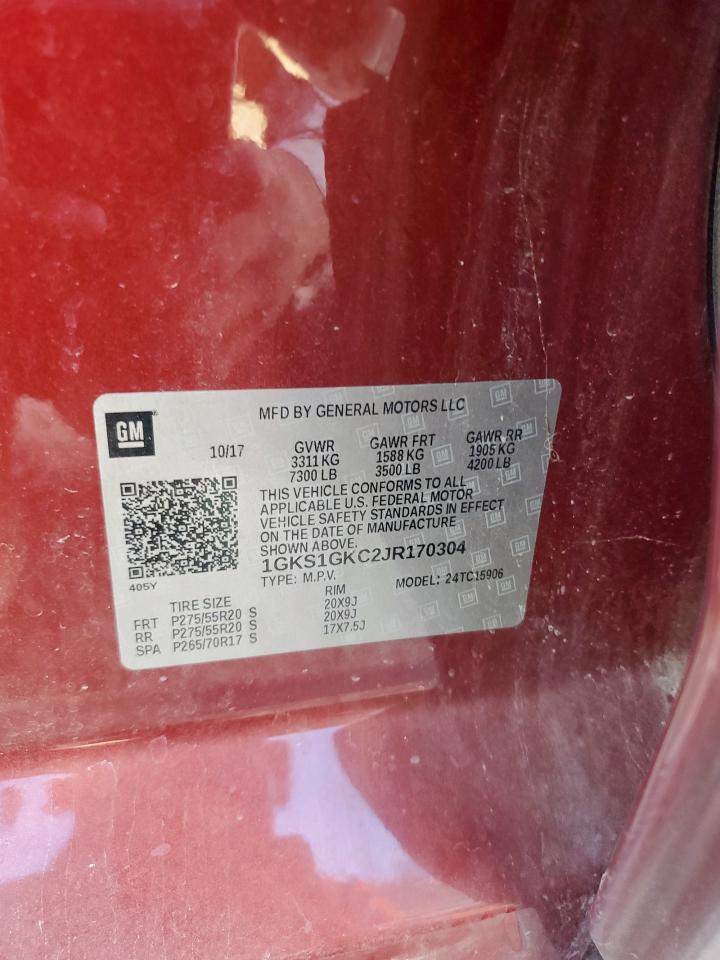 GM
MFD BY GENERAL MOTORS LLC
10/17 GVWR GAWR FRT GAWR RR
3311 KG 1588 KG 1905 KG
7300 LB 3500 LB 4200 LB
THIS VEHICLE CONFORMS TO ALL
APPLICABLE U.S. FEDERAL MOTOR
VEHICLE SAFETY STANDARDS IN EFFECT
ON THE DATE OF MANUFACTURE
SHOWN ABOVE.
405Y
1GKS1GKC2JR170304
TYPE: M.P.V. MODEL: 24TC15906
TIRE SIZE RIM
FRT P275/55R20 S 20X9J
RR P275/55R20 S 20X9J
SPA P265/70R17 S 17X7.5J